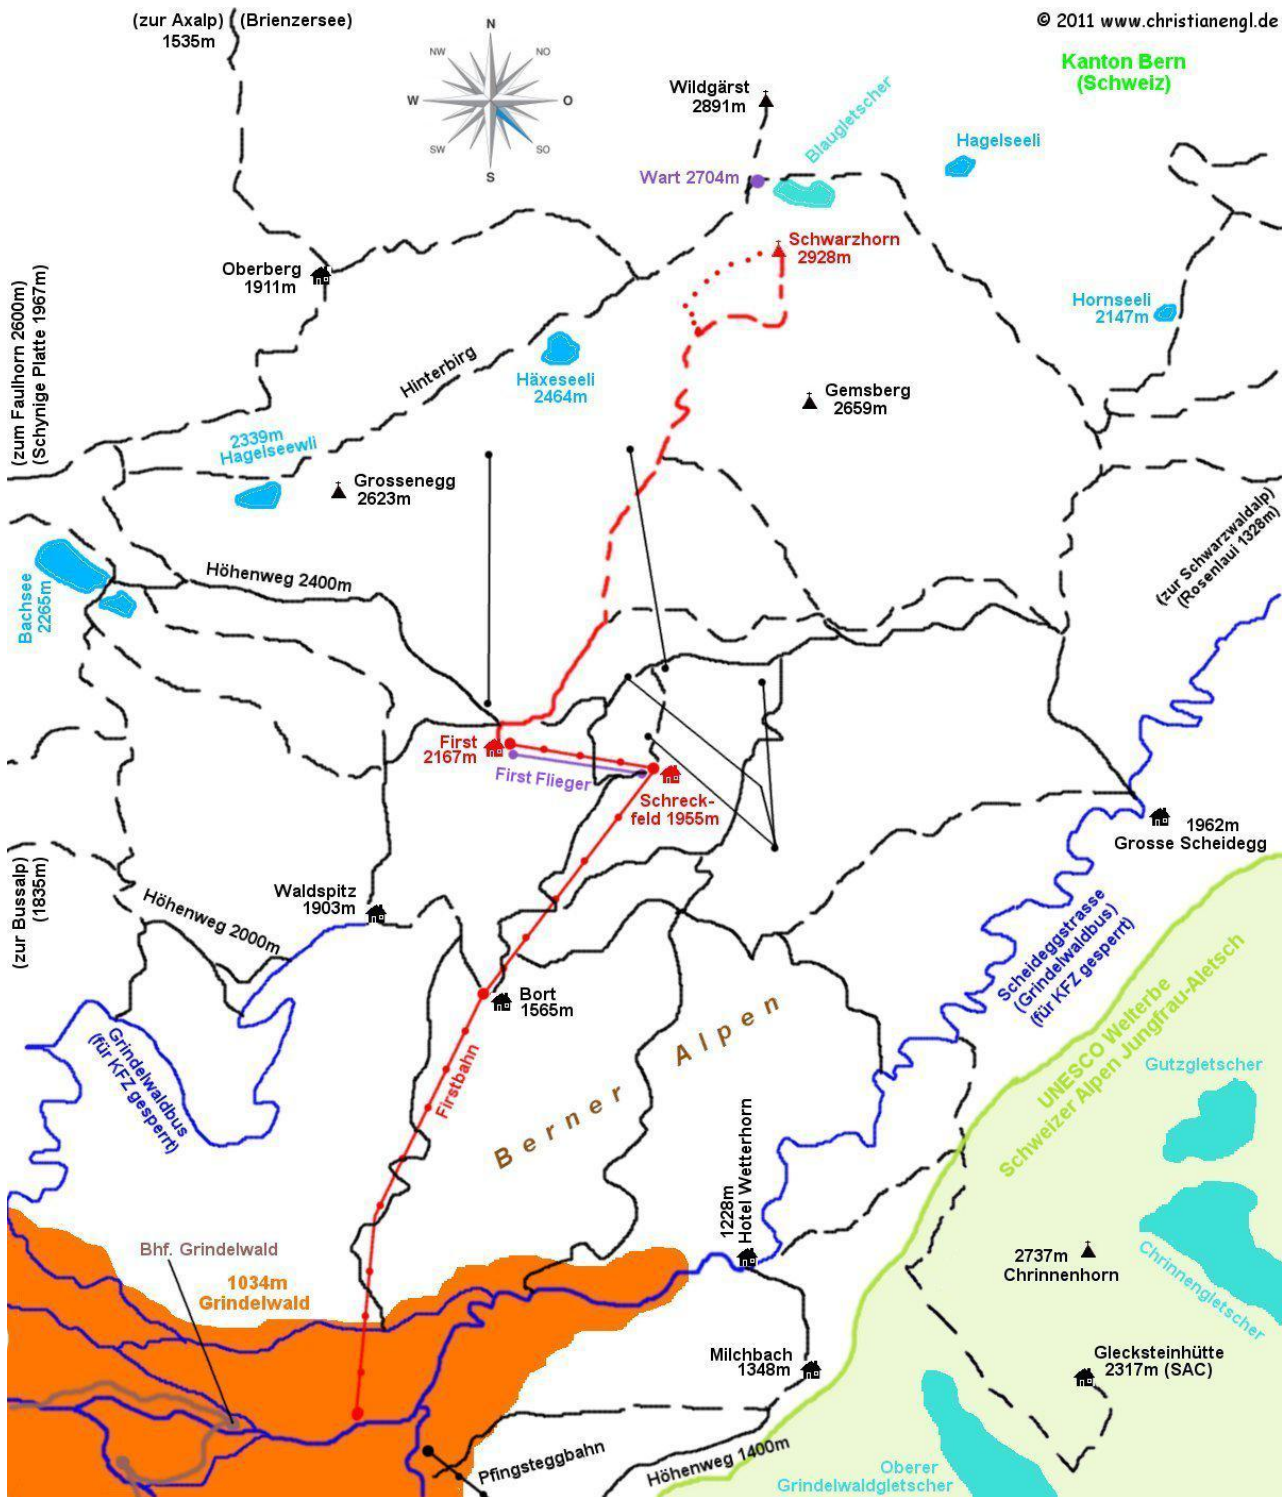 (zur Axalp) (Brienzersee)
1535m
© 2011 www.christianengl.de
Kanton Bern
(Schweiz)
N
NW
NO
W
O
SW
SO
S
Wildgärst
2891m
Blaugletscher
Hagelseeli
Wart 2704m
Schwarzhorn
2928m
Oberberg
1911m
Hornseeli
2147m
(zum Faulhorn 2600m)
(Schynige Platte 1967m)
Hinterbirg
Häxeseeli
2464m
Gemsberg
2659m
2339m
Hagelseewli
Grossenegg
2623m
(zur Schwarzwaldalp)
(Rosenlaui 1328m)
Bachsee
2265m
Höhenweg 2400m
First
2167m
First Flieger
Schreck-
feld 1955m
1962m
Grosse Scheidegg
(zur Bussalp)
(1835m)
Waldspitz
1903m
Höhenweg 2000m
Bort
1565m
Scheideggstrasse
(Grindelwaldbus)
(für KFZ gesperrt)
UNESCO Welterbe
Schweizer Alpen Jungfrau-Aletsch
Grindelwaldbus
(für KFZ gesperrt)
Firstbahn
Berner Alpen
Gutzgletscher
1228m
Hotel Wetterhorn
Bhf. Grindelwald
1034m
Grindelwald
2737m
Chrinnenhorn
Chrinnengletscher
Milchbach
1348m
Glecksteinhütte
2317m (SAC)
Pfingsteggbahn
Höhenweg 1400m
Oberer
Grindelwaldgletscher